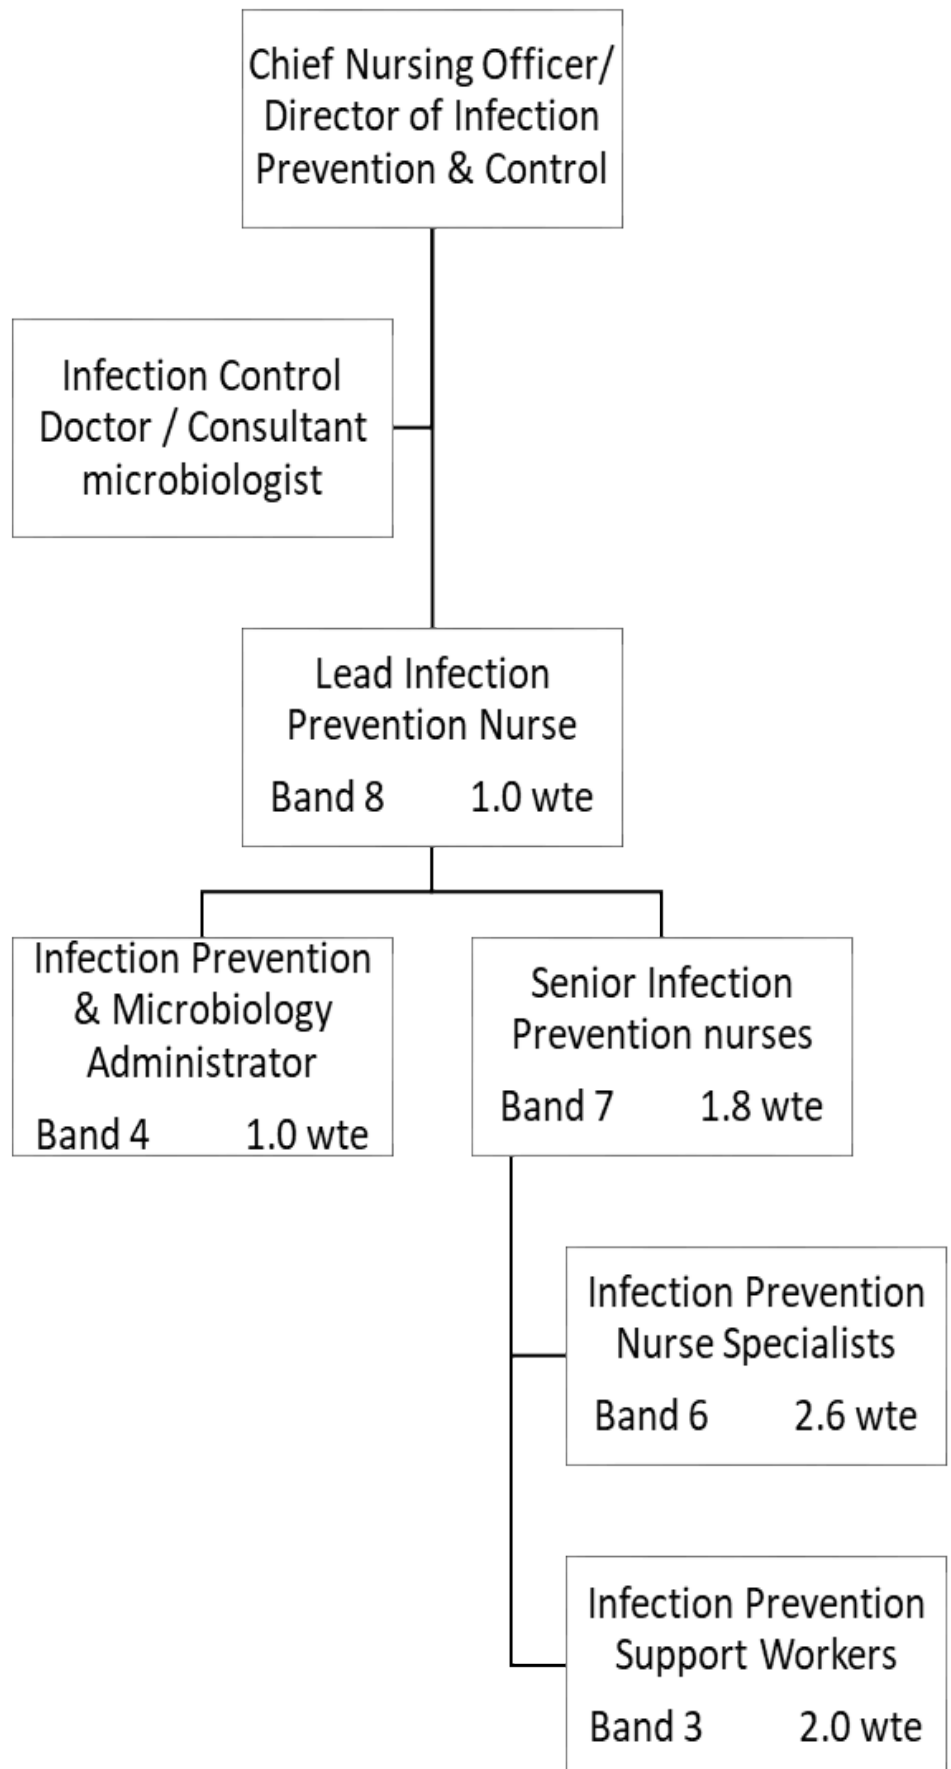 Chief Nursing Officer/
Director of Infection
Prevention & Control
Infection Control
Doctor / Consultant
microbiologist
Lead Infection
Prevention Nurse
Band 8 1.0 wte
Infection Prevention
& Microbiology
Administrator
Band 4 1.0 wte
Senior Infection
Prevention nurses
Band 7 1.8 wte
Infection Prevention
Nurse Specialists
Band 6 2.6 wte
Infection Prevention
Support Workers
Band 3 2.0 wte